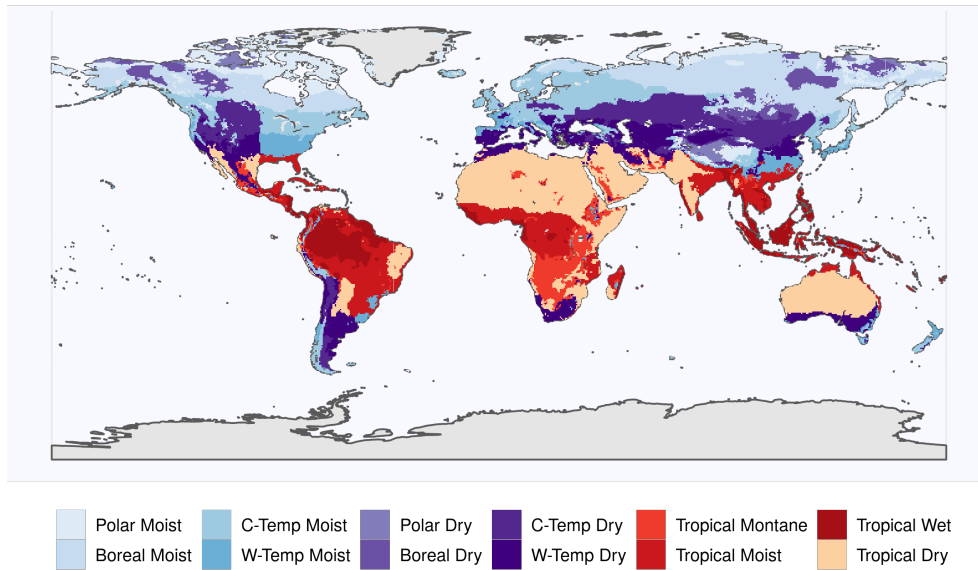 Polar Moist C-Temp Moist Polar Dry C-Temp Dry Tropical Montane Tropical Wet
Boreal Moist W-Temp Moist Boreal Dry W-Temp Dry Tropical Moist Tropical Dry